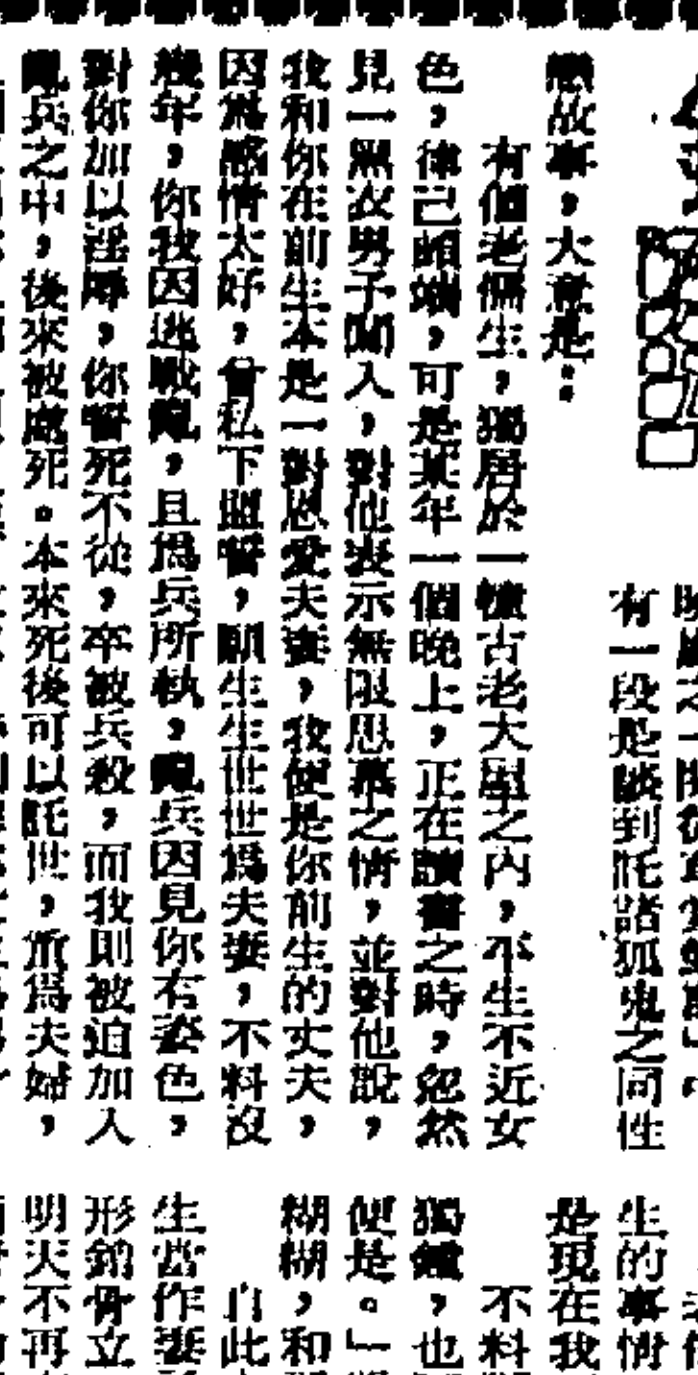 有一段是談到託諸狐鬼之同性
戀故事，大意是：
有個老儒生，獨居於一幢古老大屋之內，不生不近女
色，律己頗端，可是某年一個晚上，正在讀書之時，忽然
見一黑衣男子闖入，對他表示無限思慕之情，並對他說，
我和你在前生本是一對恩愛夫妻，我便是你前生的丈夫，
因為感情太好，曾私下盟誓，願生生世世為夫妻，不料沒
幾年，你我因逃戰亂，且為兵所執，亂兵因見你有姿色，
對你加以淫辱，你誓死不從，卒被兵殺，而我則被迫加入
亂兵之中，後來被處死。本來死後可以託世，重為夫婦，
生的事情
是現在我
不料
獨，也
便是。」
糊糊，和
自此
生當作妻
形銷骨立
明天不再